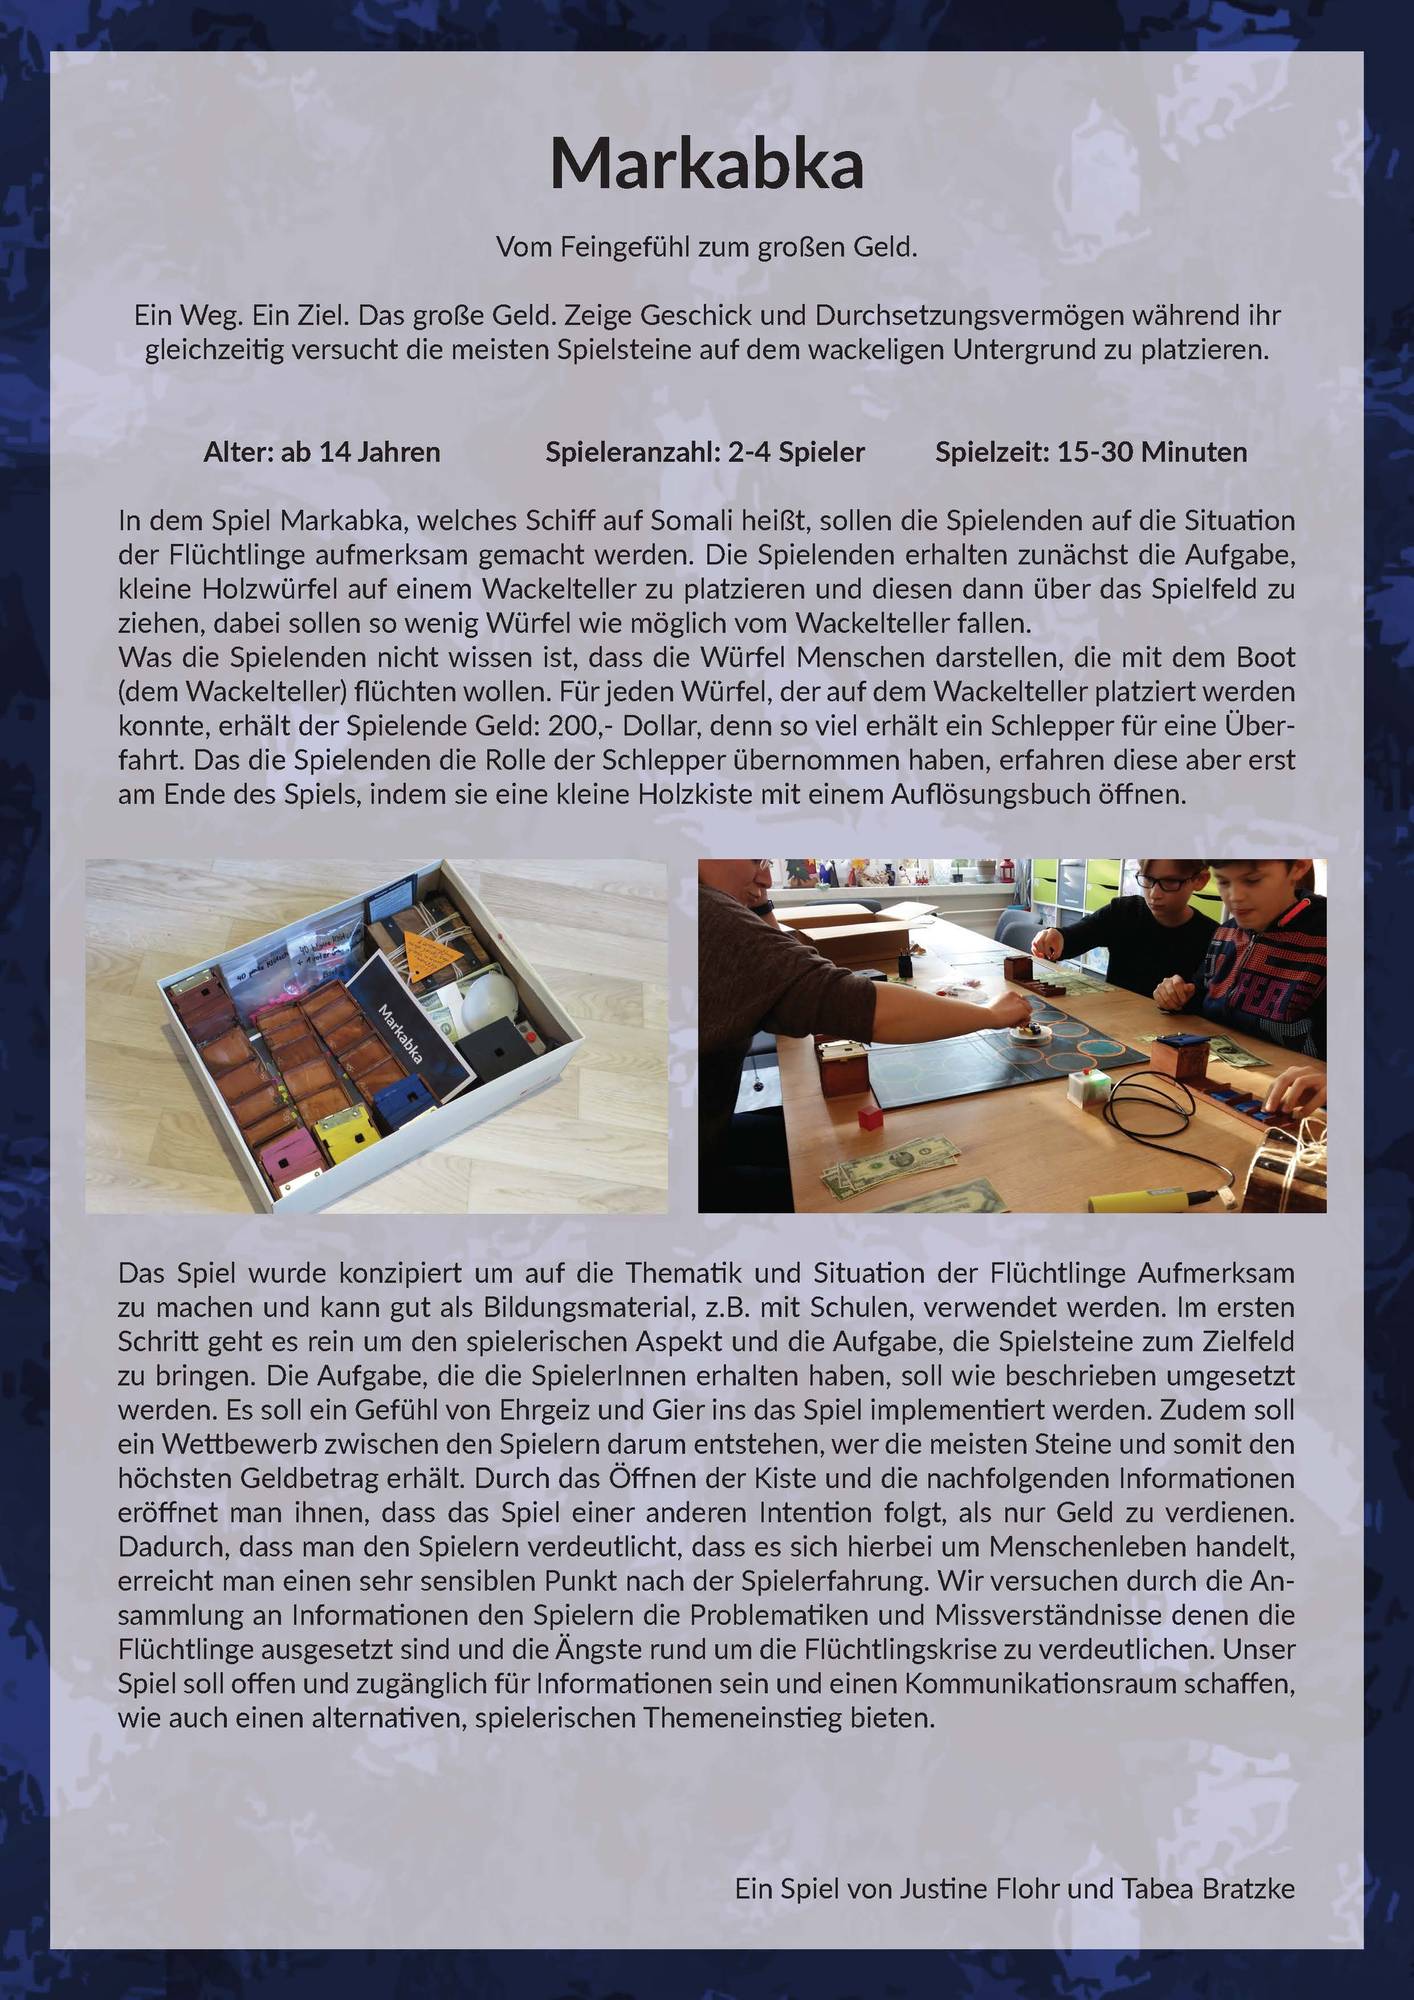 Markabka
Vom Feingefühl zum großen Geld.
Ein Weg. Ein Ziel. Das große Geld. Zeige Geschick und Durchsetzungsvermögen während ihr
gleichzeitig versucht die meisten Spielsteine auf dem wackeligen Untergrund zu platzieren.
Alter: ab 14 Jahren Spieleranzahl: 2-4 Spieler Spielzeit: 15-30 Minuten
In dem Spiel Markabka, welches Schiff auf Somali heißt, sollen die Spielenden auf die Situation
der Flüchtlinge aufmerksam gemacht werden. Die Spielenden erhalten zunächst die Aufgabe,
kleine Holzwürfel auf einem Wackelteller zu platzieren und diesen dann über das Spielfeld zu
ziehen, dabei sollen so wenig Würfel wie möglich vom Wackelteller fallen.
Was die Spielenden nicht wissen ist, dass die Würfel Menschen darstellen, die mit dem Boot
(dem Wackelteller) flüchten wollen. Für jeden Würfel, der auf dem Wackelteller platziert werden
konnte, erhält der Spielende Geld: 200,- Dollar, denn so viel erhält ein Schlepper für eine Über-
fahrt. Das die Spielenden die Rolle der Schlepper übernommen haben, erfahren diese aber erst
am Ende des Spiels, indem sie eine kleine Holzkiste mit einem Auflösungsbuch öffnen.
Markabka
Das Spiel wurde konzipiert um auf die Thematik und Situation der Flüchtlinge Aufmerksam
zu machen und kann gut als Bildungsmaterial, z.B. mit Schulen, verwendet werden. Im ersten
Schritt geht es rein um den spielerischen Aspekt und die Aufgabe, die Spielsteine zum Zielfeld
zu bringen. Die Aufgabe, die die SpielerInnen erhalten haben, soll wie beschrieben umgesetzt
werden. Es soll ein Gefühl von Ehrgeiz und Gier ins das Spiel implementiert werden. Zudem soll
ein Wettbewerb zwischen den Spielern darum entstehen, wer die meisten Steine und somit den
höchsten Geldbetrag erhält. Durch das Öffnen der Kiste und die nachfolgenden Informationen
eröffnet man ihnen, dass das Spiel einer anderen Intention folgt, als nur Geld zu verdienen.
Dadurch, dass man den Spielern verdeutlicht, dass es sich hierbei um Menschenleben handelt,
erreicht man einen sehr sensiblen Punkt nach der Spielerfahrung. Wir versuchen durch die An-
sammlung an Informationen den Spielern die Problematiken und Missverständnisse denen die
Flüchtlinge ausgesetzt sind und die Ängste rund um die Flüchtlingskrise zu verdeutlichen. Unser
Spiel soll offen und zugänglich für Informationen sein und einen Kommunikationsraum schaffen,
wie auch einen alternativen, spielerischen Themeneinstieg bieten.
Ein Spiel von Justine Flohr und Tabea Bratzke